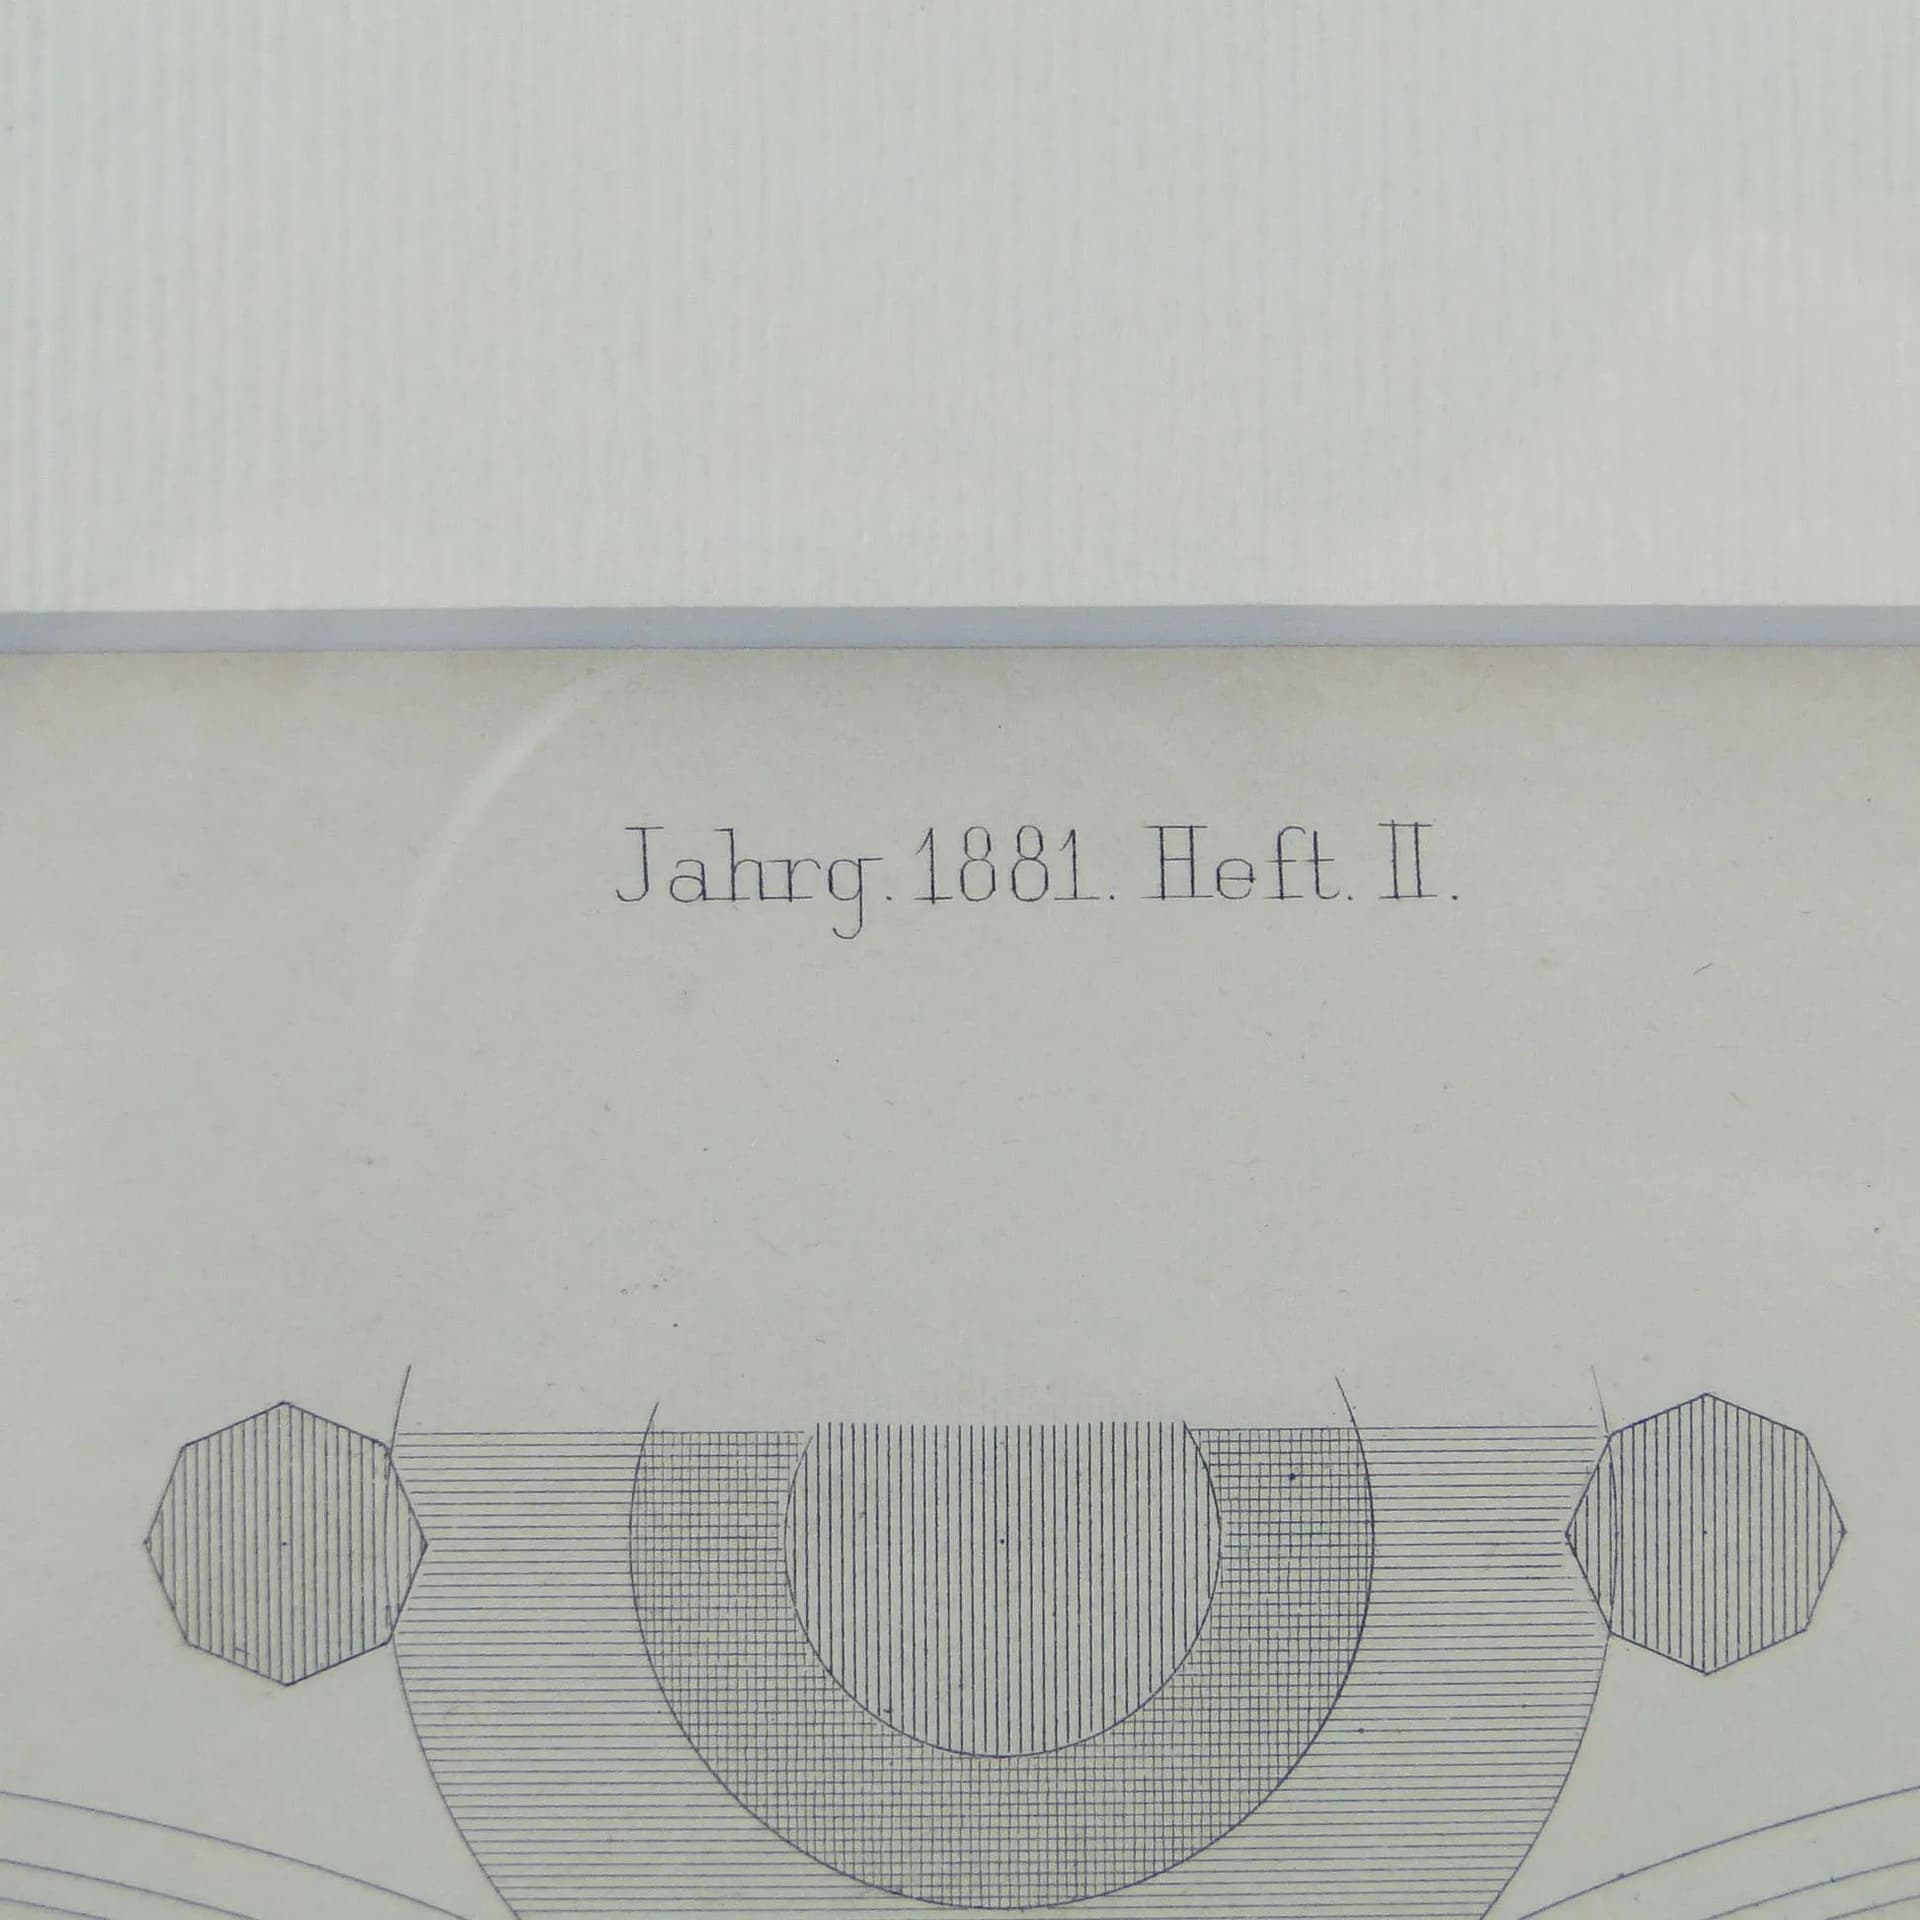 Jahrg. 1881. Heft. II.